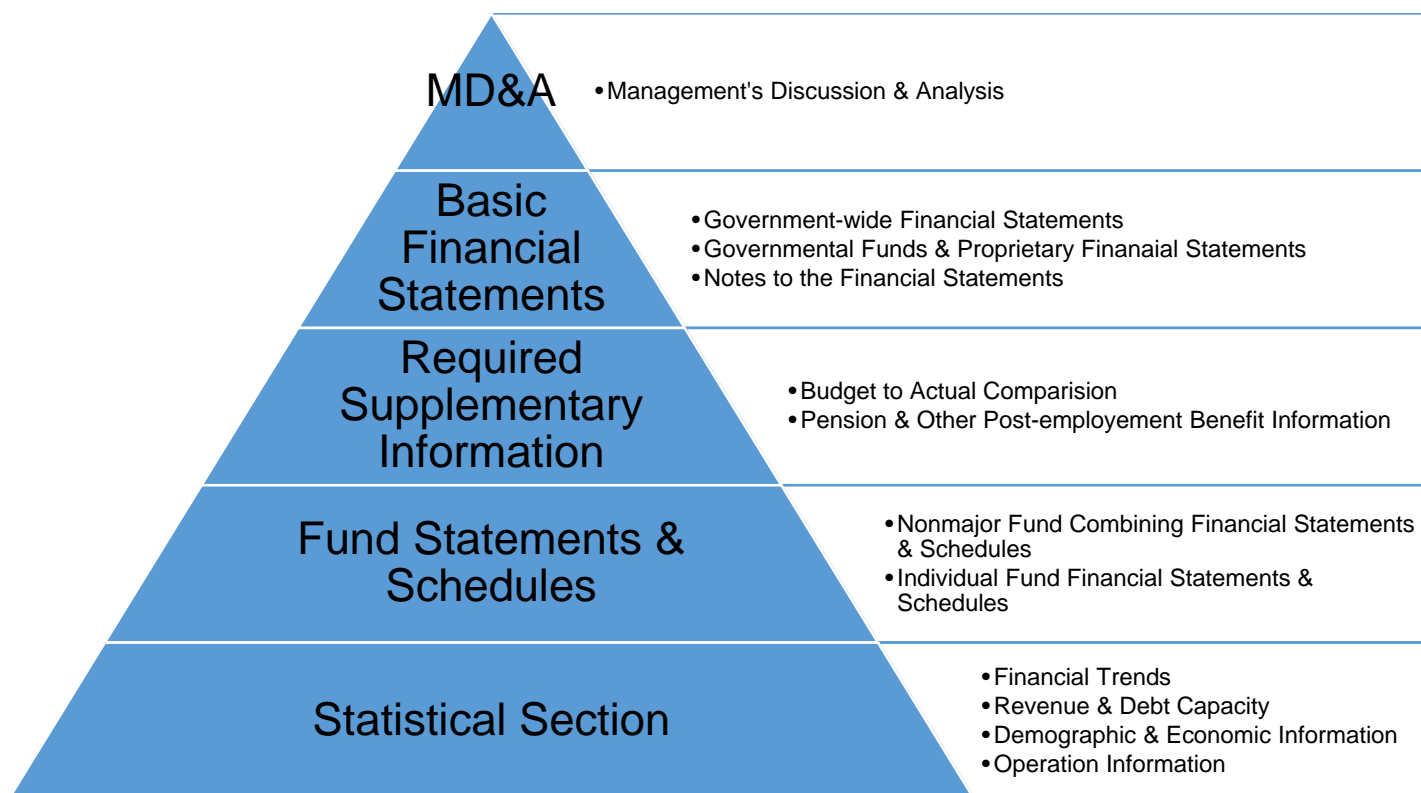 MD&A
•Management's Discussion & Analysis
Basic
Financial
Statements
•Government-wide Financial Statements
•Governmental Funds & Proprietary Finanaial Statements
•Notes to the Financial Statements
Required
Supplementary
Information
•Budget to Actual Comparision
•Pension & Other Post-employement Benefit Information
Fund Statements &
Schedules
•Nonmajor Fund Combining Financial Statements
& Schedules
•Individual Fund Financial Statements &
Schedules
Statistical Section
•Financial Trends
•Revenue & Debt Capacity
•Demographic & Economic Information
•Operation Information